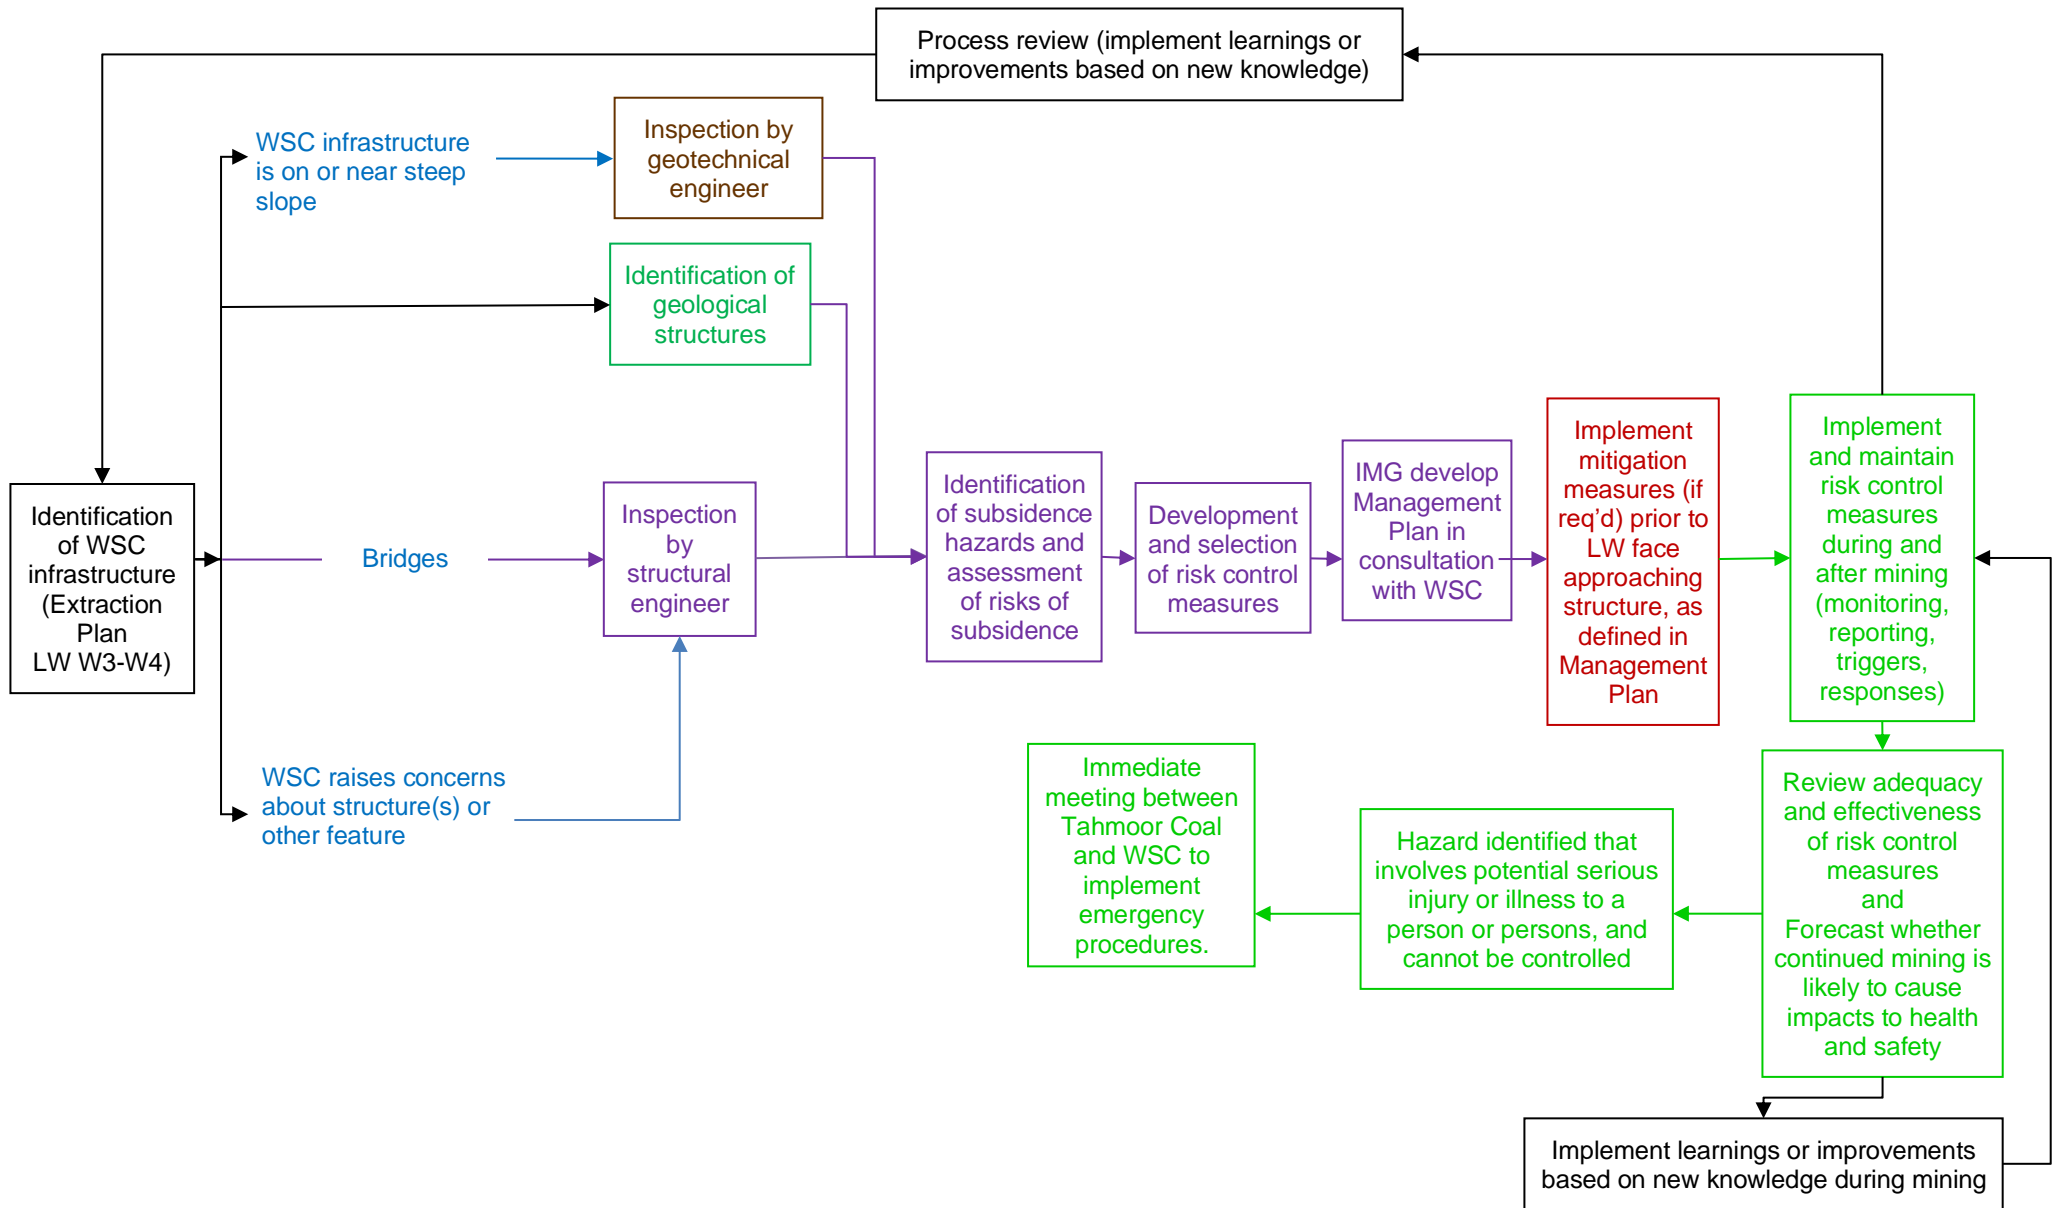 Process review (implement learnings or
improvements based on new knowledge)
WSC infrastructure
is on or near steep
slope
Inspection by
geotechnical
engineer
Identification of
geological
structures
Identification
of WSC
infrastructure
(Extraction
Plan
LW W3-W4)
Bridges
Inspection
by
structural
engineer
WSC raises concerns
about structure(s) or
other feature
Identification
of subsidence
hazards and
assessment
of risks of
subsidence
Development
and selection
of risk control
measures
IMG develop
Management
Plan in
consultation
with WSC
Implement
mitigation
measures (if
req’d) prior to
LW face
approaching
structure, as
defined in
Management
Plan
Implement
and maintain
risk control
measures
during and
after mining
(monitoring,
reporting,
triggers,
responses)
Review adequacy
and effectiveness
of risk control
measures
and
Forecast whether
continued mining is
likely to cause
impacts to health
and safety
Hazard identified that
involves potential serious
injury or illness to a
person or persons, and
cannot be controlled
Immediate
meeting between
Tahmoor Coal
and WSC to
implement
emergency
procedures.
Implement learnings or improvements
based on new knowledge during mining